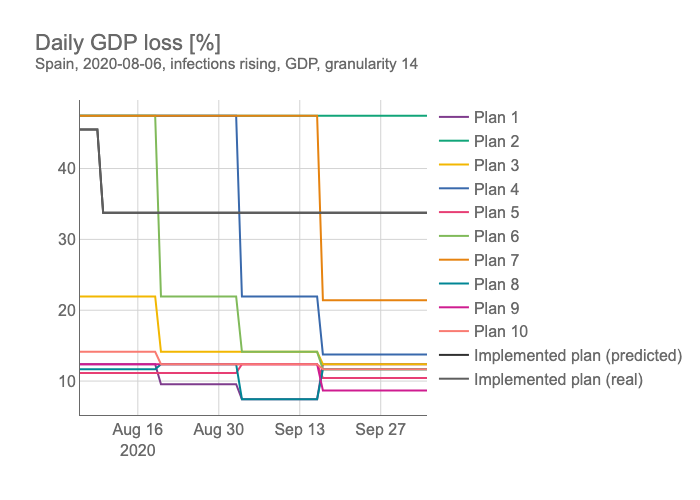 Daily GDP loss [%]
Spain, 2020-08-06, infections rising, GDP, granularity 14
40
30
20
10
Aug 16
2020
Aug 30
Sep 13
Sep 27
Plan 1
Plan 2
Plan 3
Plan 4
Plan 5
Plan 6
Plan 7
Plan 8
Plan 9
Plan 10
Implemented plan (predicted)
Implemented plan (real)